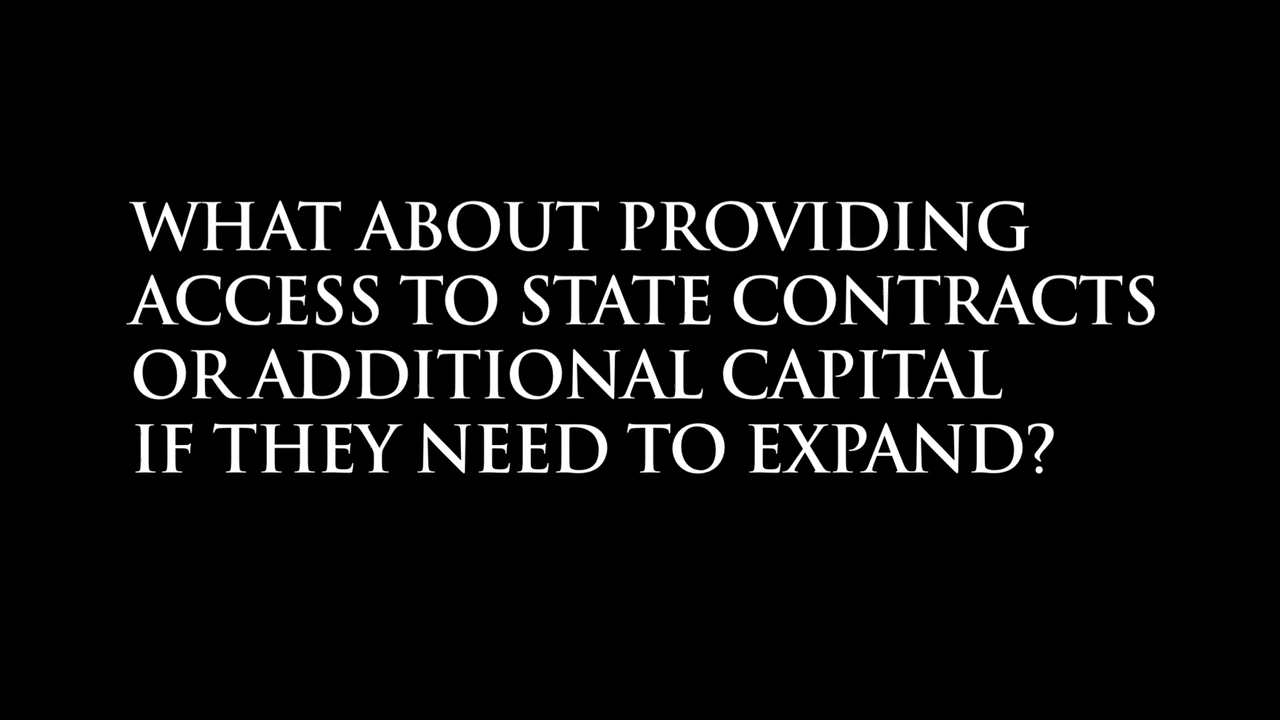 WHAT ABOUT PROVIDING
ACCESS TO STATE CONTRACTS
OR ADDITIONAL CAPITAL
IF THEY NEED TO EXPAND?